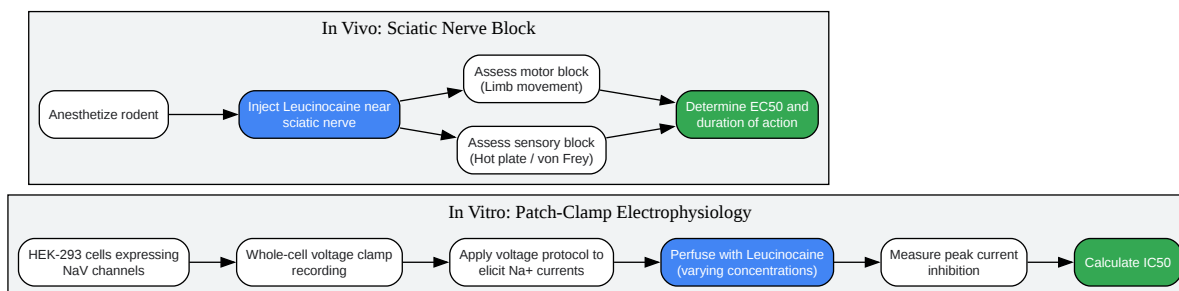 In Vivo: Sciatic Nerve Block
Anesthetize rodent
Inject Leucinocaine near
sciatic nerve
Assess motor block
(Limb movement)
Assess sensory block
(Hot plate / von Frey)
Determine EC50 and
duration of action
In Vitro: Patch-Clamp Electrophysiology
HEK-293 cells expressing
NaV channels
Whole-cell voltage clamp
recording
Apply voltage protocol to
elicit Na+ currents
Perfuse with Leucinocaine
(varying concentrations)
Measure peak current
inhibition
Calculate IC50